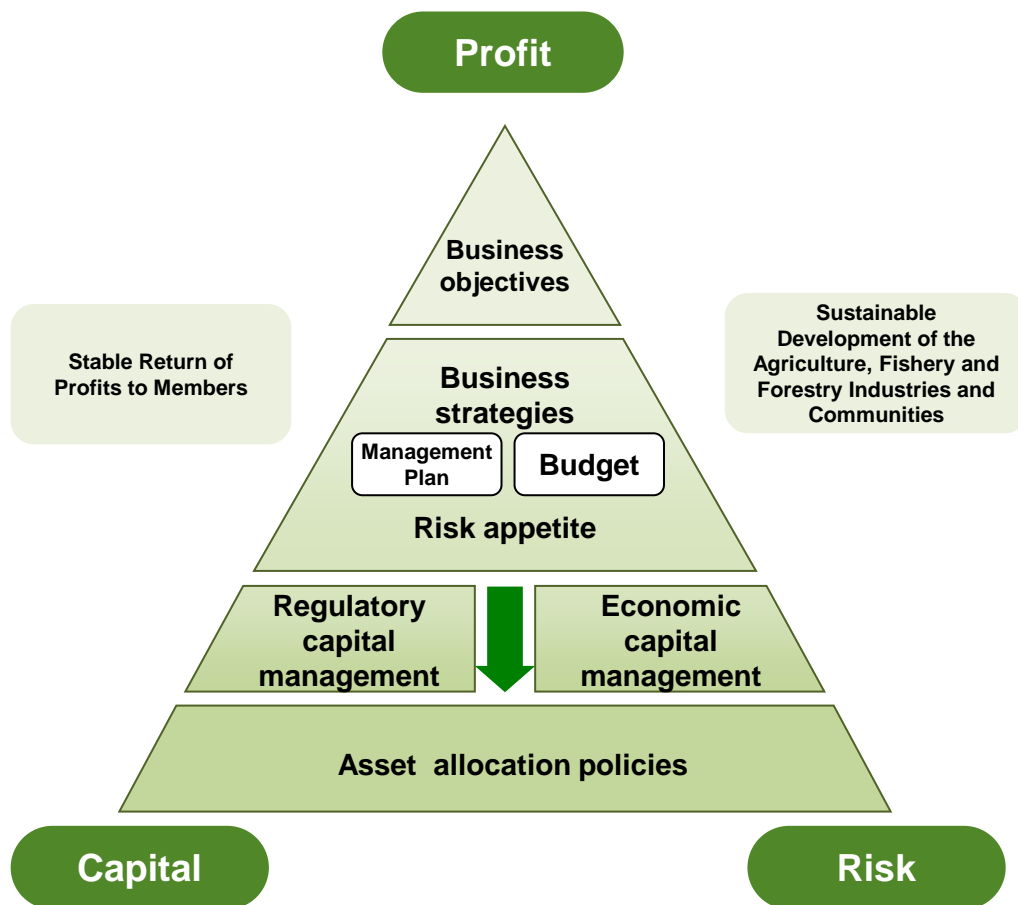 Profit
Business
objectives
Stable Return of
Profits to Members
Sustainable
Development of the
Agriculture, Fishery and
Forestry Industries and
Communities
Business
strategies
Management
Plan
Budget
Risk appetite
Regulatory
capital
management
Economic
capital
management
Asset allocation policies
Capital
Risk